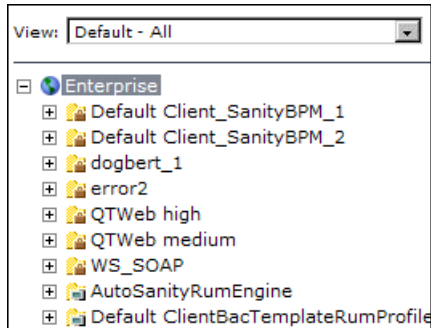 View: Default - All
Enterprise
Default Client_SanityBPM_1
Default Client_SanityBPM_2
dogbert_1
error2
QTWeb high
QTWeb medium
WS_SOAP
AutoSanityRumEngine
Default ClientBacTemplateRumProfile